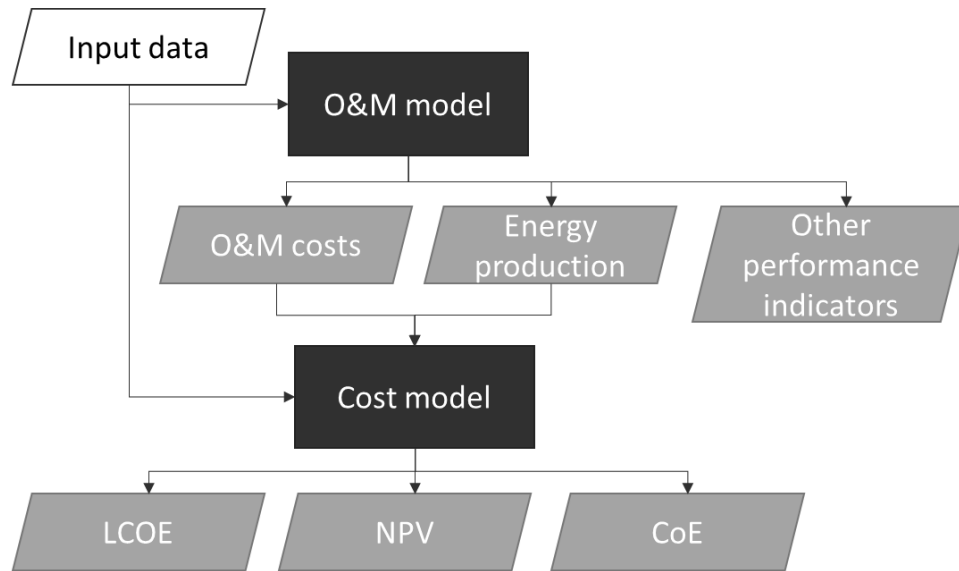 Input data
O&M model
O&M costs
Energy
production
Other
performance
indicators
Cost model
LCOE
NPV
CoE